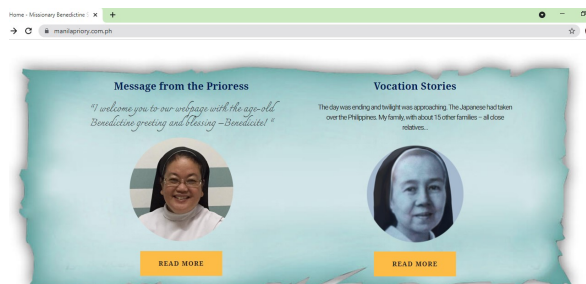 Home - Missionary Benedictine
manilapriory.com.ph
Message from the Prioress
"I welcome you to our webpage with the age-old
Benedictine greeting and blessing –Benedicite! "
READ MORE
Vocation Stories
The day was ending and twilight was approaching. The Japanese had taken
over the Philippines. My family, with about 15 other families – all close
relatives...
READ MORE